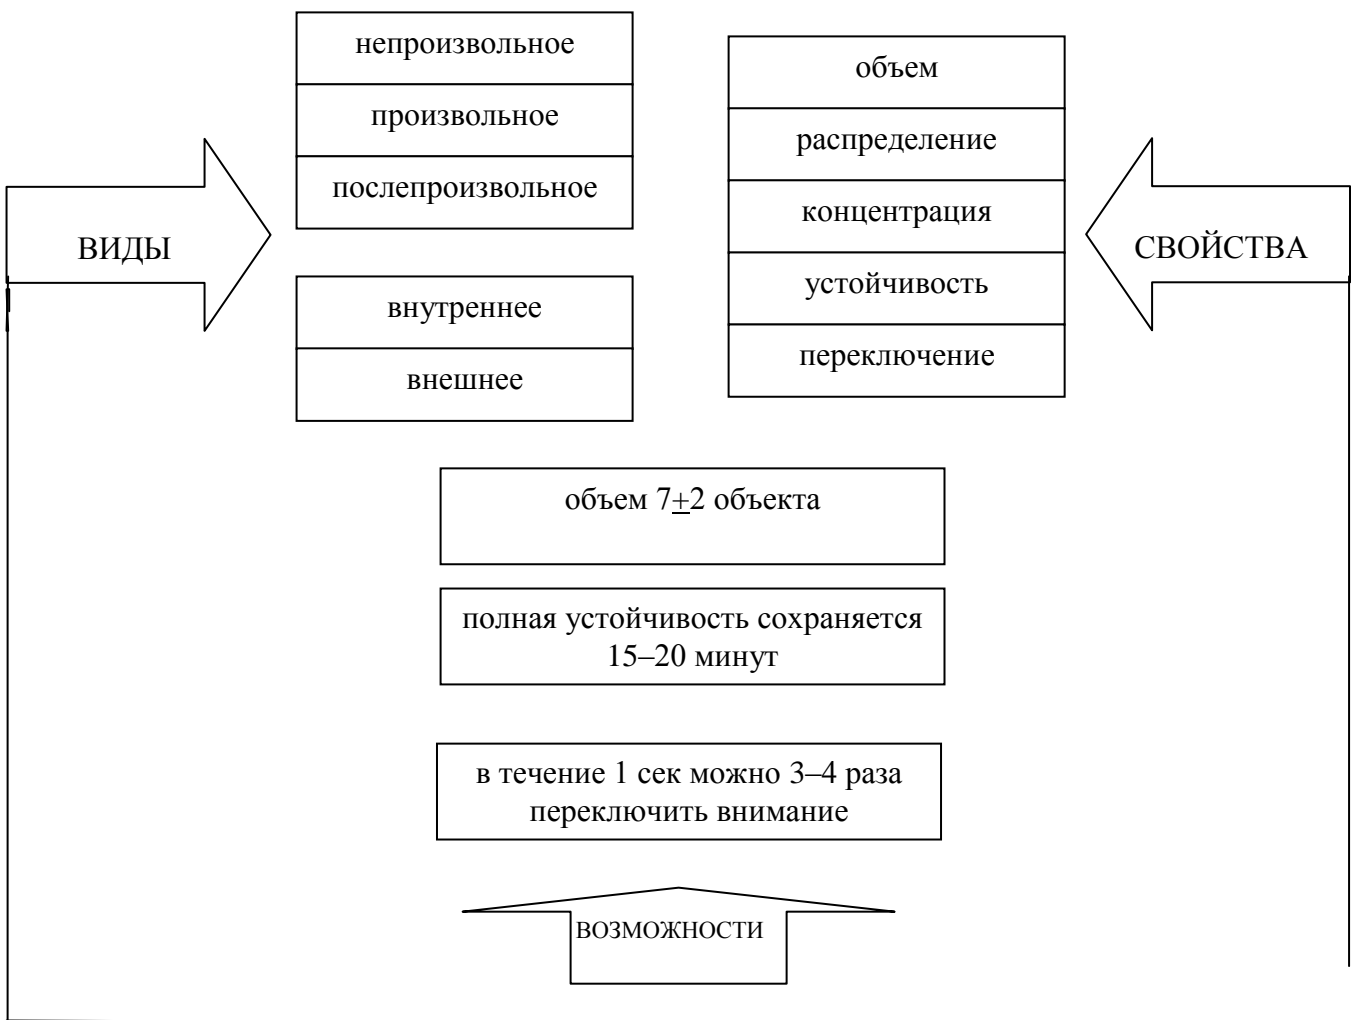 непроизвольное
произвольное
послепроизвольное
ВИДЫ
внутреннее
внешнее
объем
распределение
концентрация
устойчивость
переключение
СВОЙСТВА
объем 7±2 объекта
полная устойчивость сохраняется
15–20 минут
в течение 1 сек можно 3–4 раза
переключить внимание
ВОЗМОЖНОСТИ